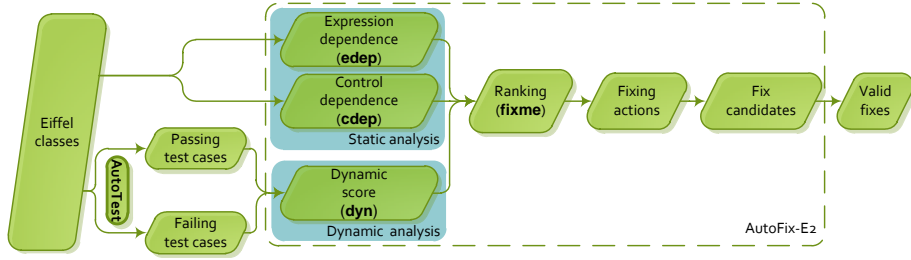 Eiffel
classes
AutoTest
Passing
test cases
Failing
test cases
Expression
dependence
(edep)
Control
dependence
(cdep)
Static analysis
Dynamic
score
(dyn)
Dynamic analysis
Ranking
(fixme)
Fixing
actions
Fix
candidates
Valid
fixes
AutoFix-E2